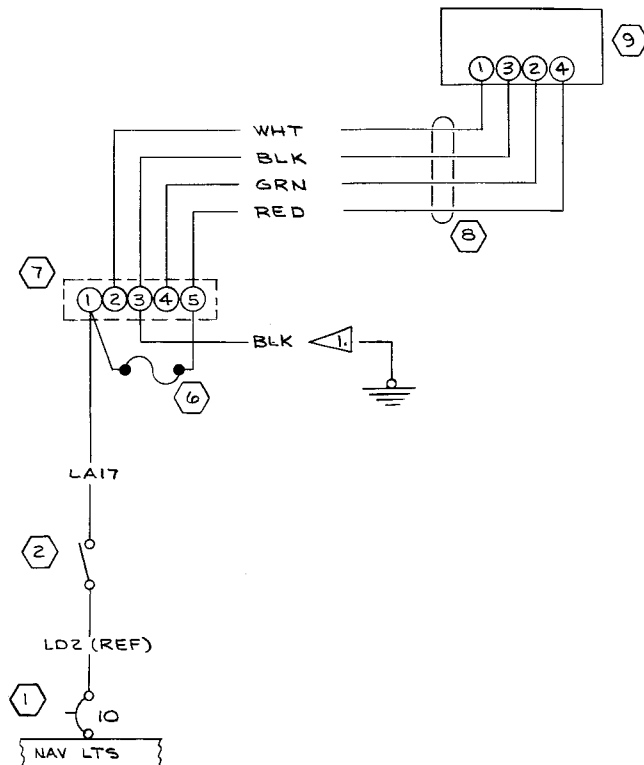 9
1 3 2 4
WHT
BLK
GRN
RED
8
7
1 2 3 4 5
BLK 1.
6
LA17
2
LD2 (REF)
1
10
NAV LTS